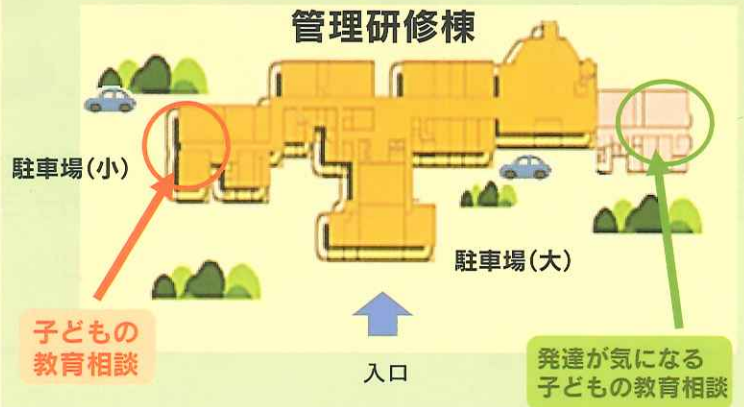 管理研修棟
駐車場（小）
駐車場（大）
子どもの
教育相談
入口
発達が気になる
子どもの教育相談